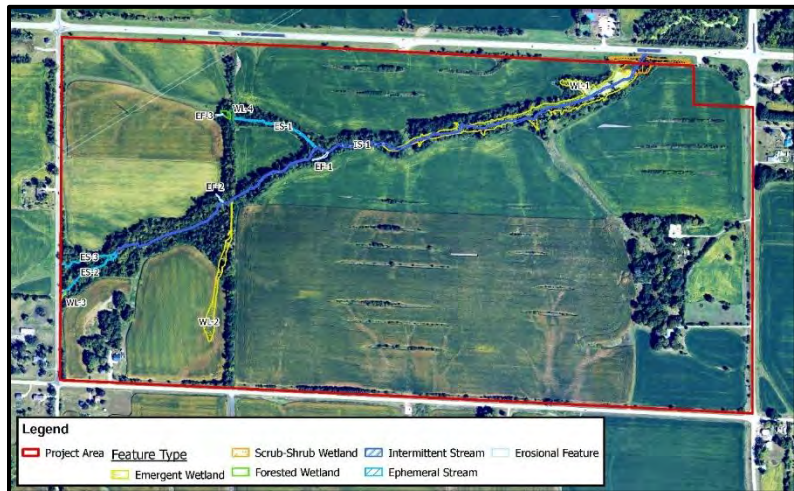 WL-1
EF-3
WL-4
ES-1
IS-1
EF-1
EF-2
ES-3
ES-2
WL-3
WL-2
Legend
Project Area Feature Type Scrub-Shrub Wetland Intermittent Stream Erosional Feature
Emergent Wetland Forested Wetland Ephemeral Stream